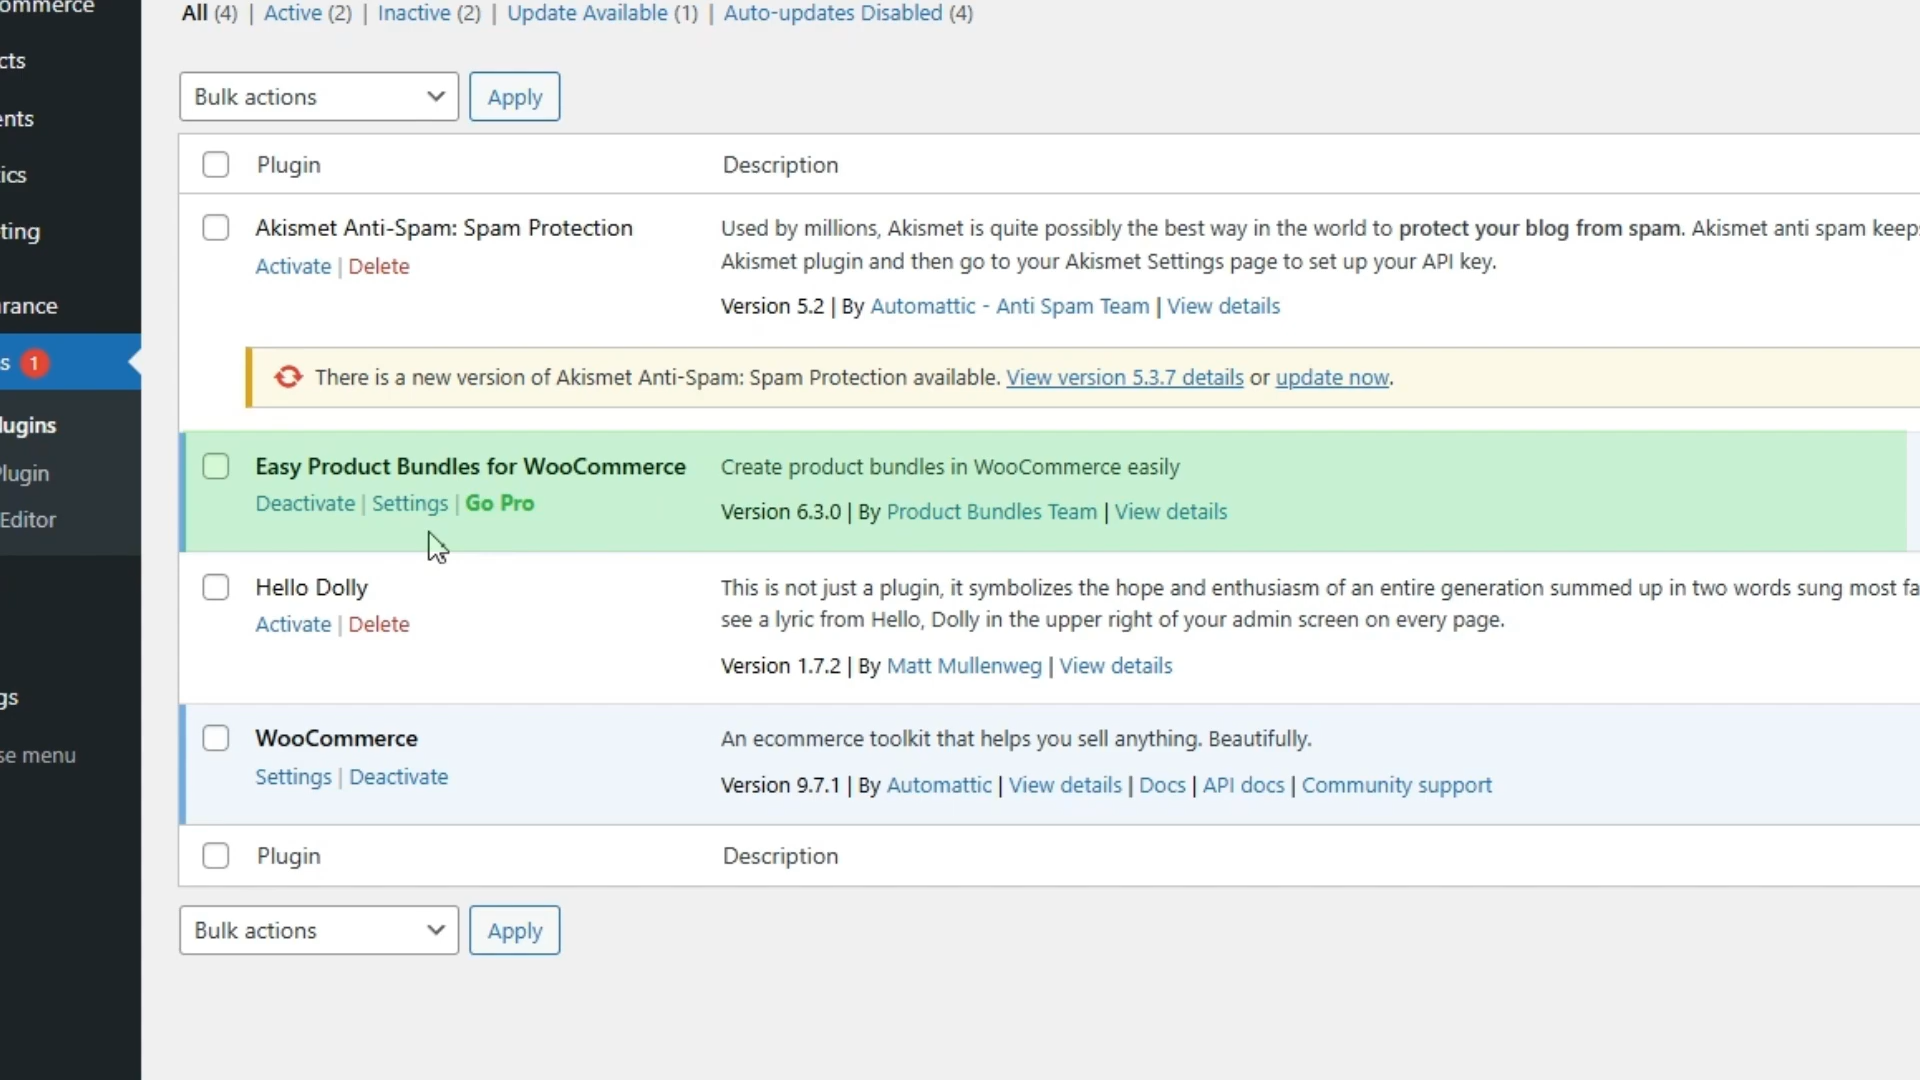 ommerce
All (4) | Active (2) | Inactive (2) | Update Available (1) | Auto-updates Disabled (4)
cts
ents
ics
ting
rance
s 1
lugins
Plugin
Editor
gs
se menu
Bulk actions Apply
Plugin Description
Akismet Anti-Spam: Spam Protection
Activate | Delete
Used by millions, Akismet is quite possibly the best way in the world to protect your blog from spam. Akismet anti spam keeps
Akismet plugin and then go to your Akismet Settings page to set up your API key.
Version 5.2 | By Automattic - Anti Spam Team | View details
There is a new version of Akismet Anti-Spam: Spam Protection available. View version 5.3.7 details or update now.
Easy Product Bundles for WooCommerce
Deactivate | Settings | Go Pro
Create product bundles in WooCommerce easily
Version 6.3.0 | By Product Bundles Team | View details
Hello Dolly
Activate | Delete
This is not just a plugin, it symbolizes the hope and enthusiasm of an entire generation summed up in two words sung most fa
see a lyric from Hello, Dolly in the upper right of your admin screen on every page.
Version 1.7.2 | By Matt Mullenweg | View details
WooCommerce
Settings | Deactivate
An ecommerce toolkit that helps you sell anything. Beautifully.
Version 9.7.1 | By Automattic | View details | Docs | API docs | Community support
Plugin Description
Bulk actions Apply